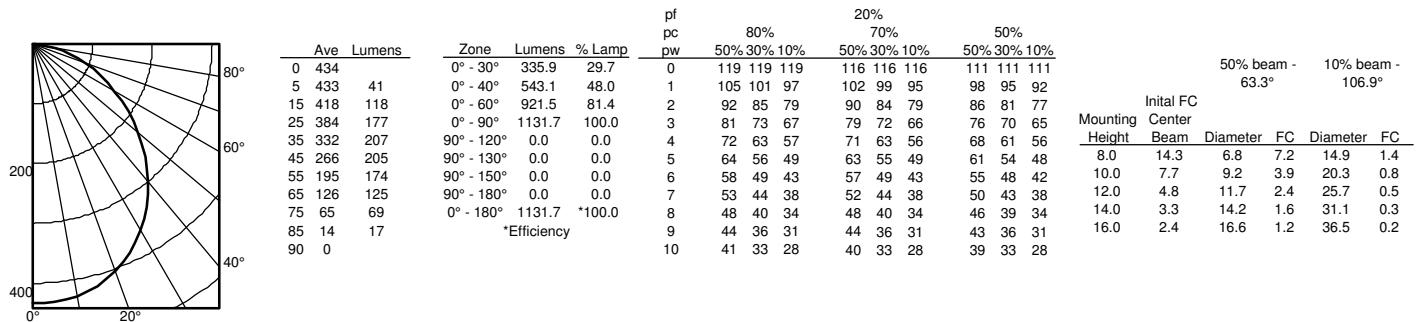 80°
60°
40°
200
400
0°
20°
Ave Lumens
0 434
5 433 41
15 418 118
25 384 177
35 332 207
45 266 205
55 195 174
65 126 125
75 65 69
85 14 17
90 0
Zone Lumens % Lamp
0° - 30° 335.9 29.7
0° - 40° 543.1 48.0
0° - 60° 921.5 81.4
0° - 90° 1131.7 100.0
90° - 120° 0.0 0.0
90° - 130° 0.0 0.0
90° - 150° 0.0 0.0
90° - 180° 0.0 0.0
0° - 180° 1131.7 *100.0
*Efficiency
pf 20%
pc 80% 70% 50%
pw 50% 30% 10% 50% 30% 10% 50% 30% 10%
0 119 119 119 116 116 116 111 111 111
1 105 101 97 102 99 95 98 95 92
2 92 85 79 90 84 79 86 81 77
3 81 73 67 79 72 66 76 70 65
4 72 63 57 71 63 56 68 61 56
5 64 56 49 63 55 49 61 54 48
6 58 49 43 57 49 43 55 48 42
7 53 44 38 52 44 38 50 43 38
8 48 40 34 48 40 34 46 39 34
9 44 36 31 44 36 31 43 36 31
10 41 33 28 40 33 28 39 33 28
50% beam - 10% beam -
63.3° 106.9°
Inital FC
Mounting Center
Height Beam Diameter FC Diameter FC
8.0 14.3 6.8 7.2 14.9 1.4
10.0 7.7 9.2 3.9 20.3 0.8
12.0 4.8 11.7 2.4 25.7 0.5
14.0 3.3 14.2 1.6 31.1 0.3
16.0 2.4 16.6 1.2 36.5 0.2